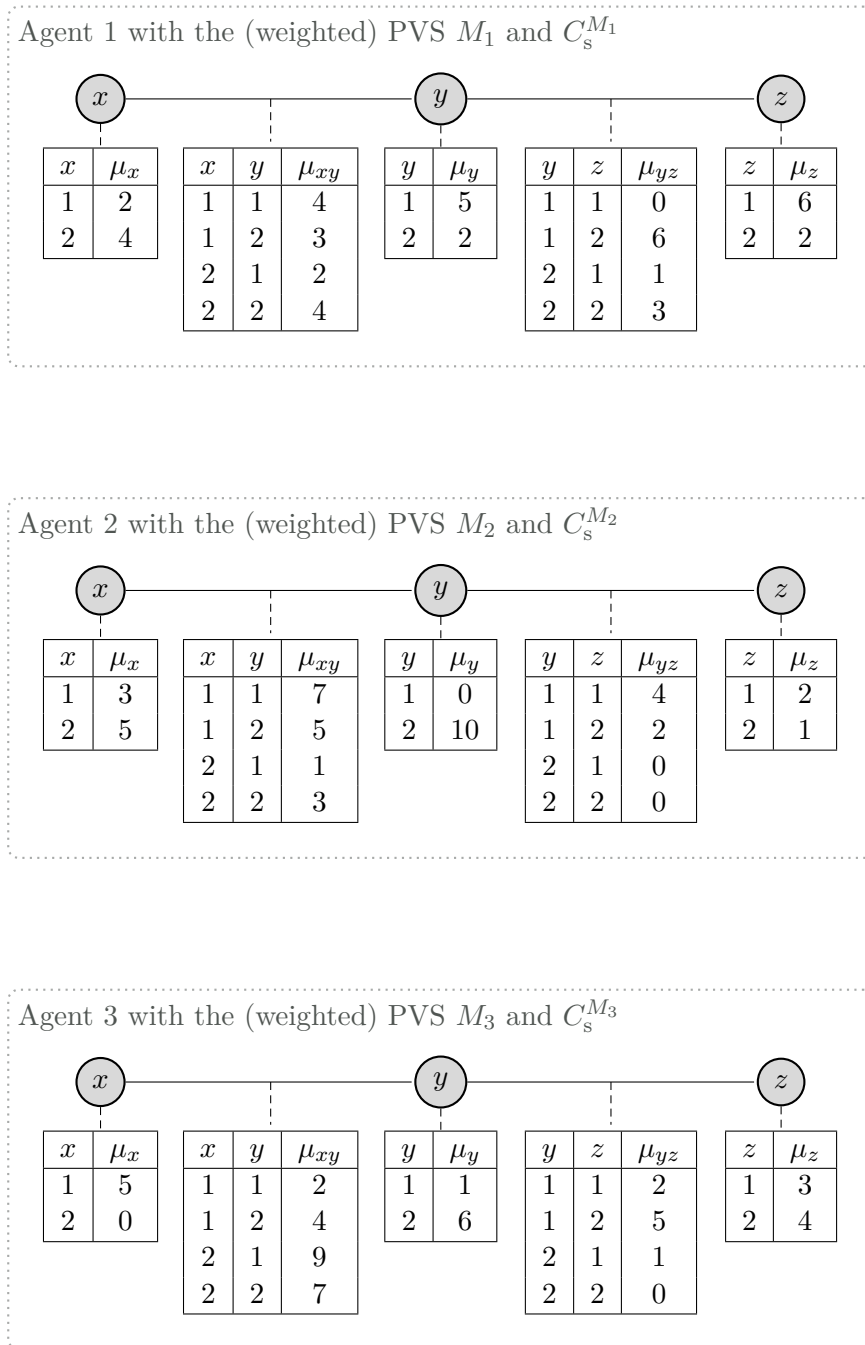 Agent 1 with the (weighted) PVS M₁ and C_s^{M₁}
x y z
x μ_x x y μ_xy y μ_y y z μ_yz z μ_z
1 2 1 1 4 1 5 1 1 0 1 6
2 4 1 2 3 2 2 1 2 6 2 2
2 1 2 2 1 1
2 2 4 2 2 3
Agent 2 with the (weighted) PVS M₂ and C_s^{M₂}
x y z
x μ_x x y μ_xy y μ_y y z μ_yz z μ_z
1 3 1 1 7 1 0 1 1 4 1 2
2 5 1 2 5 2 10 1 2 2 2 1
2 1 1 2 1 0
2 2 3 2 2 0
Agent 3 with the (weighted) PVS M₃ and C_s^{M₃}
x y z
x μ_x x y μ_xy y μ_y y z μ_yz z μ_z
1 5 1 1 2 1 1 1 1 2 1 3
2 0 1 2 4 2 6 1 2 5 2 4
2 1 9 2 1 1
2 2 7 2 2 0